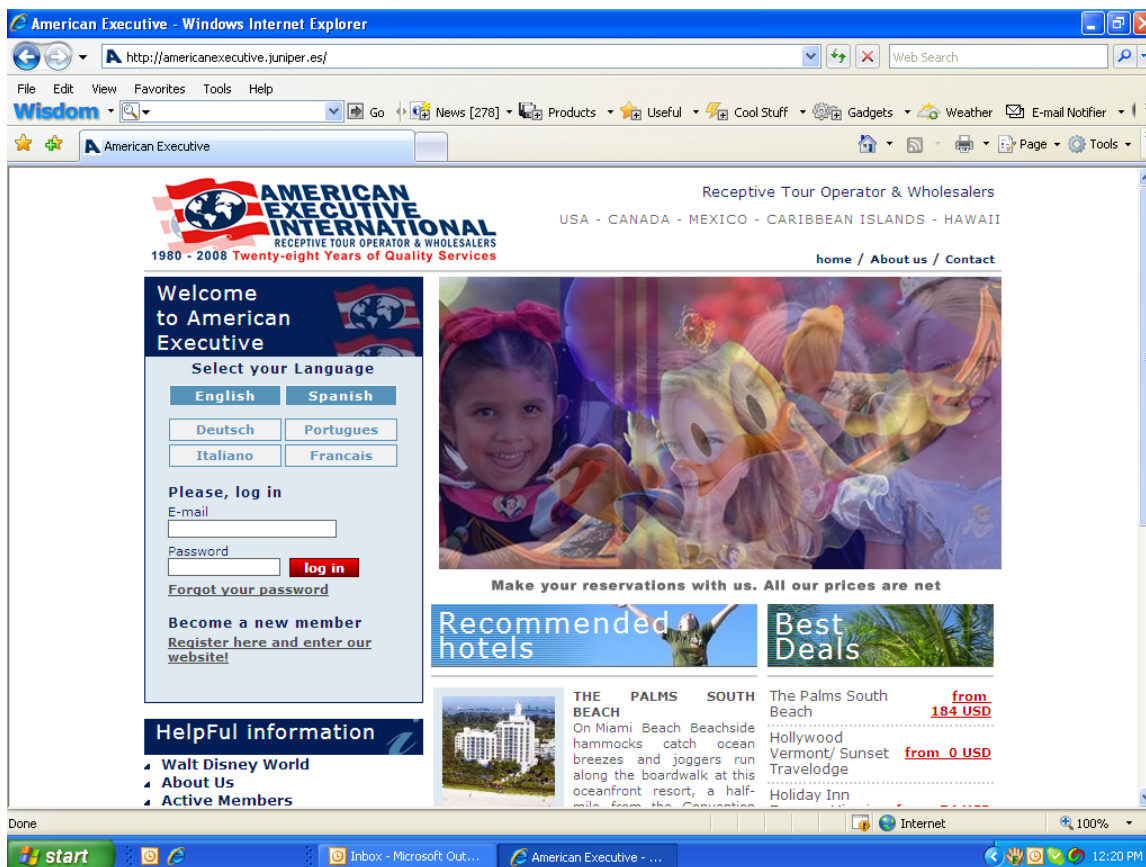 American Executive - Windows Internet Explorer
http://americanexecutive.juniper.es/
Web Search
File Edit View Favorites Tools Help
Wisdom Go News [278] Products Useful Cool Stuff Gadgets Weather E-mail Notifier
American Executive
Page Tools
AMERICAN
EXECUTIVE
INTERNATIONAL
RECEPTIVE TOUR OPERATOR & WHOLESALERS
1980 - 2008 Twenty-eight Years of Quality Services
Receptive Tour Operator & Wholesalers
USA - CANADA - MEXICO - CARIBBEAN ISLANDS - HAWAII
home / About us / Contact
Welcome
to American
Executive
Select your Language
English Spanish
Deutsch Portugues
Italiano Francais
Please, log in
E-mail
Password
log in
Forgot your password
Become a new member
Register here and enter our
website!
HelpFul information
Walt Disney World
About Us
Active Members
Make your reservations with us. All our prices are net
Recommended
hotels
THE PALMS SOUTH
BEACH
On Miami Beach Beachside
hammocks catch ocean
breezes and joggers run
along the boardwalk at this
oceanfront resort, a half-
mile from the Convention
Best
Deals
The Palms South
Beach
from
184 USD
Hollywood
Vermont/ Sunset
Travelodge
from 0 USD
Holiday Inn
Done
Internet
100%
start
Inbox - Microsoft Out...
American Executive - ...
12:20 PM